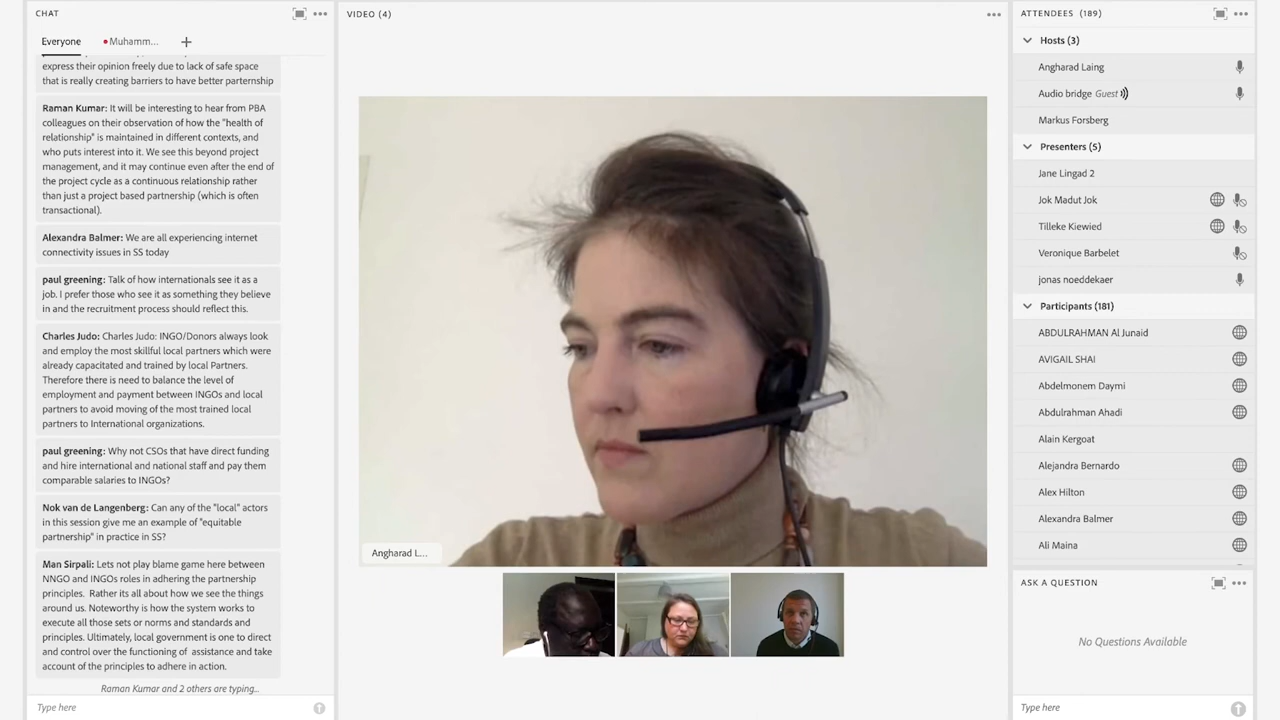 CHAT
Everyone
Muhamm...
express their opinion freely due to lack of safe space
that is really creating barriers to have better parternship
Raman Kumar: It will be interesting to hear from PBA
colleagues on their observation of how the "health of
relationship" is maintained in different contexts, and
who puts interest into it. We see this beyond project
management, and it may continue even after the end of
the project cycle as a continuous relationship rather
than just a project based partnership (which is often
transactional).
Alexandra Balmer: We are all experiencing internet
connectivity issues in SS today
paul greening: Talk of how internationals see it as a
job. I prefer those who see it as something they believe
in and the recruitment process should reflect this.
Charles Judo: Charles Judo: INGO/Donors always look
and employ the most skillful local partners which were
already capacitated and trained by local Partners.
Therefore there is need to balance the level of
employment and payment between INGOs and local
partners to avoid moving of the most trained local
partners to International organizations.
paul greening: Why not CSOs that have direct funding
and hire international and national staff and pay them
comparable salaries to INGOs?
Nok van de Langenberg: Can any of the "local" actors
in this session give me an example of "equitable
partnership" in practice in SS?
Man Sirpali: Lets not play blame game here between
NNGO and INGOs roles in adhering the partnership
principles.  Rather its all about how we see the things
around us. Noteworthy is how the system works to
execute all those sets or norms and standards and
principles. Ultimately, local government is one to direct
and control over the functioning of  assistance and take
account of the principles to adhere in action.
Raman Kumar and 2 others are typing...
Type here
VIDEO (4)
Angharad L...
ATTENDEES (189)
Hosts (3)
Angharad Laing
Audio bridge Guest
Markus Forsberg
Presenters (5)
Jane Lingad 2
Jok Madut Jok
Tilleke Kiewied
Veronique Barbelet
jonas noeddekaer
Participants (181)
ABDULRAHMAN Al Junaid
AVIGAIL SHAI
Abdelmonem Daymi
Abdulrahman Ahadi
Alain Kergoat
Alejandra Bernardo
Alex Hilton
Alexandra Balmer
Ali Maina
ASK A QUESTION
No Questions Available
Type here